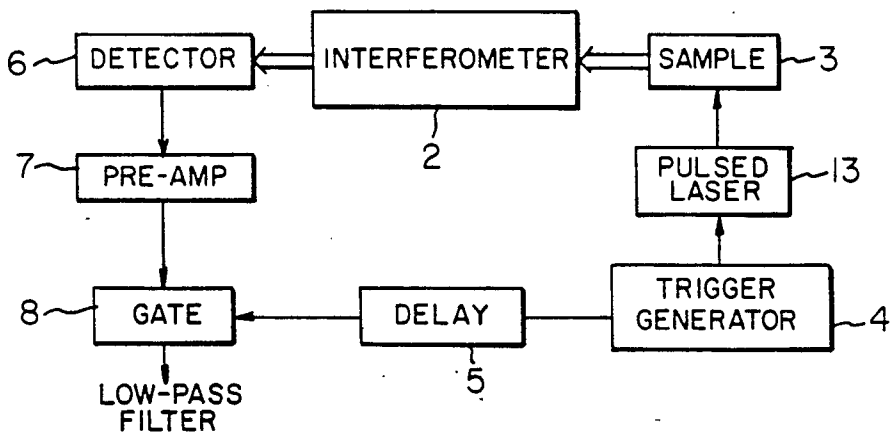 6 DETECTOR INTERFEROMETER SAMPLE 3
2
7 PRE-AMP PULSED LASER 13
8 GATE DELAY TRIGGER GENERATOR 4
5
LOW-PASS
FILTER